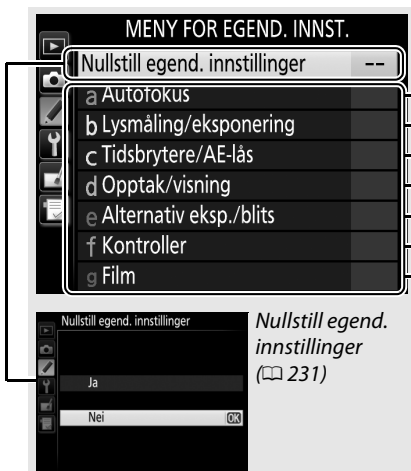 MENY FOR EGEND. INNST.
Nullstill egend. innstillinger --
a Autofokus
b Lysmåling/eksponering
c Tidsbrytere/AE-lås
d Opptak/visning
e Alternativ eksp./blits
f Kontroller
g Film
Nullstill egend. innstillinger
Ja
Nei OK
Nullstill egend.
innstillinger
(📖 231)